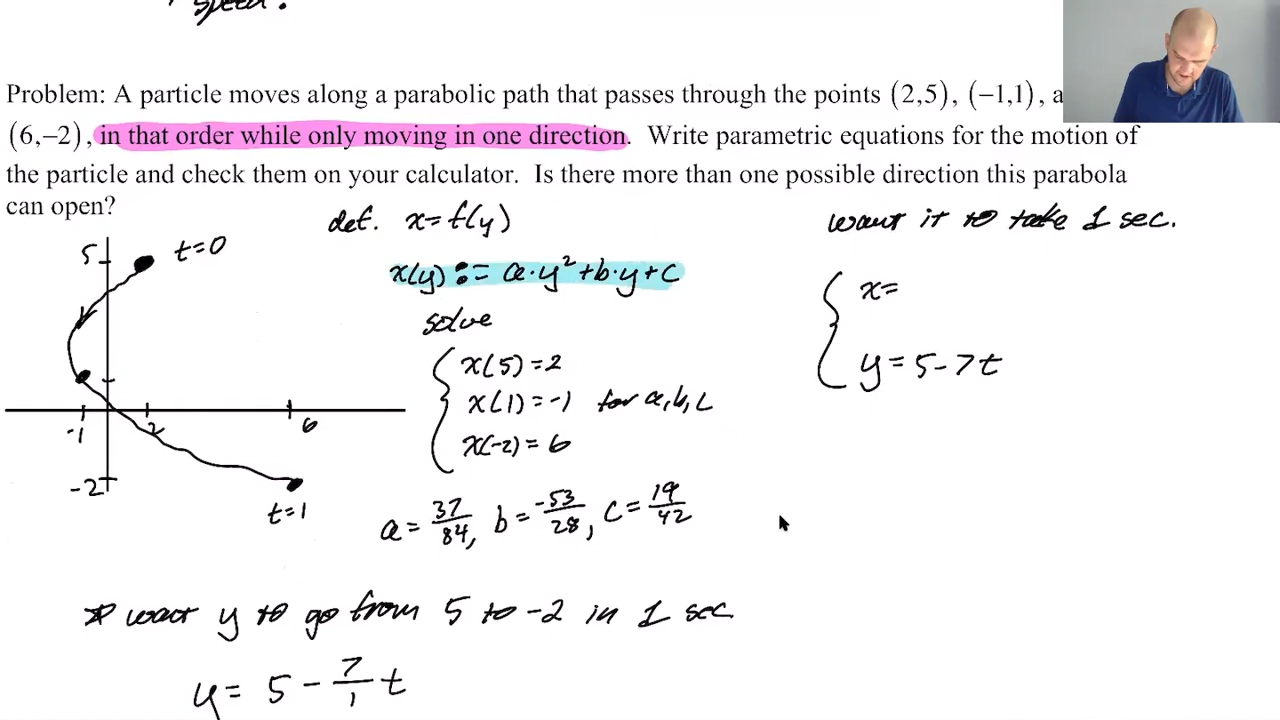 speed.
Problem: A particle moves along a parabolic path that passes through the points (2,5), (−1,1), a
(6,−2), in that order while only moving in one direction. Write parametric equations for the motion of
the particle and check them on your calculator. Is there more than one possible direction this parabola
can open?
def. x=f(y)
want it to take 1 sec.
5
t=0
x(y) := a·y²+b·y+c
x=
solve
x(5)=2
y=5-7t
x(1)=-1 for a,b,c
x(-2)=6
-1
2
6
-2
t=1
a=37/84, b=-53/28, c=19/42
* want y to go from 5 to -2 in 1 sec
y= 5 - 7/1 t